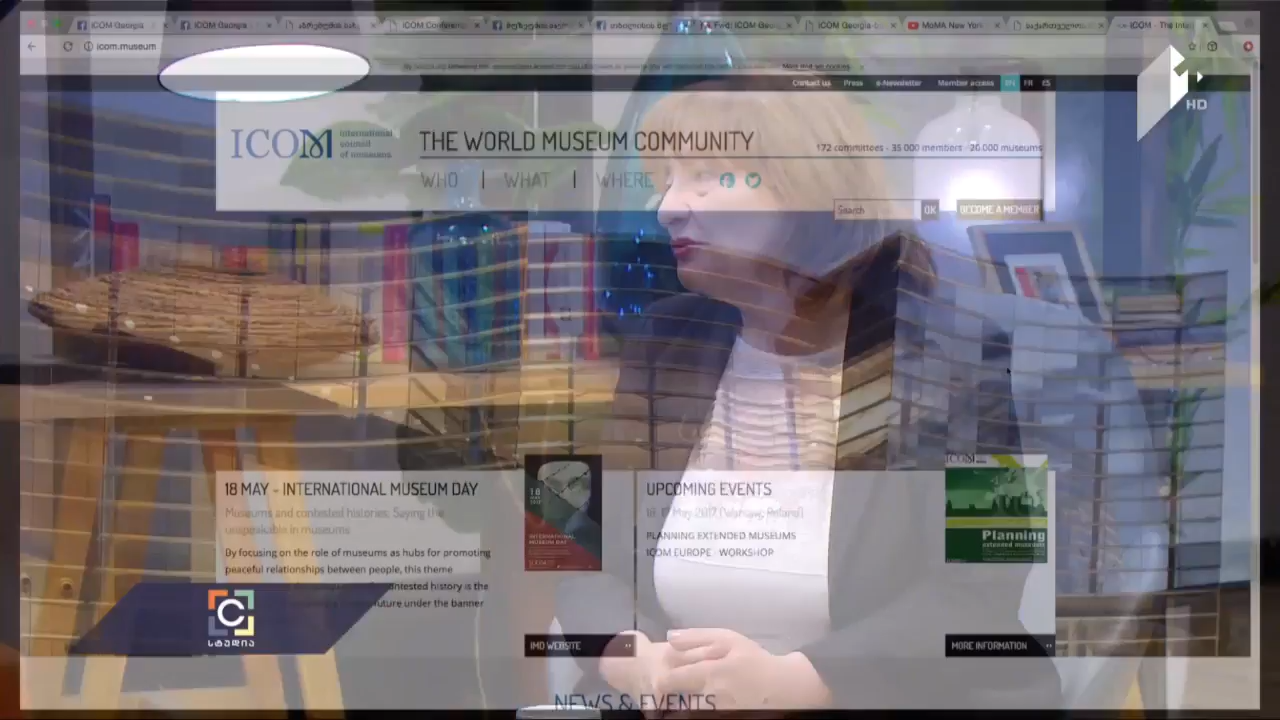 ICOM Georgia
ICOM Georgia
ICOM Conferen
Fwd: ICOM Geo
ICOM Georgia
MoMA New York
საქართველოს
ICOM - The Inte
icom.museum
Contact us Press e-Newsletter Member access EN FR ES
HD
ICOM international
council
of museums
THE WORLD MUSEUM COMMUNITY
172 committees - 35 000 members - 20 000 museums
WHO | WHAT | WHERE
Search OK BECOME A MEMBER
18 MAY - INTERNATIONAL MUSEUM DAY
Museums and contested histories: Saying the
unspeakable in museums
By focusing on the role of museums as hubs for promoting
peaceful relationships between people, this theme
contested history is the
future under the banner
18
INTERNATIONAL
MUSEUM DAY
IMD WEBSITE
UPCOMING EVENTS
May 2017 (Warsaw, Poland)
PLANNING EXTENDED MUSEUMS
ICOM EUROPE - WORKSHOP
ICOM
Planning
extended museums
MORE INFORMATION
C
სტუდია
NEWS & EVENTS